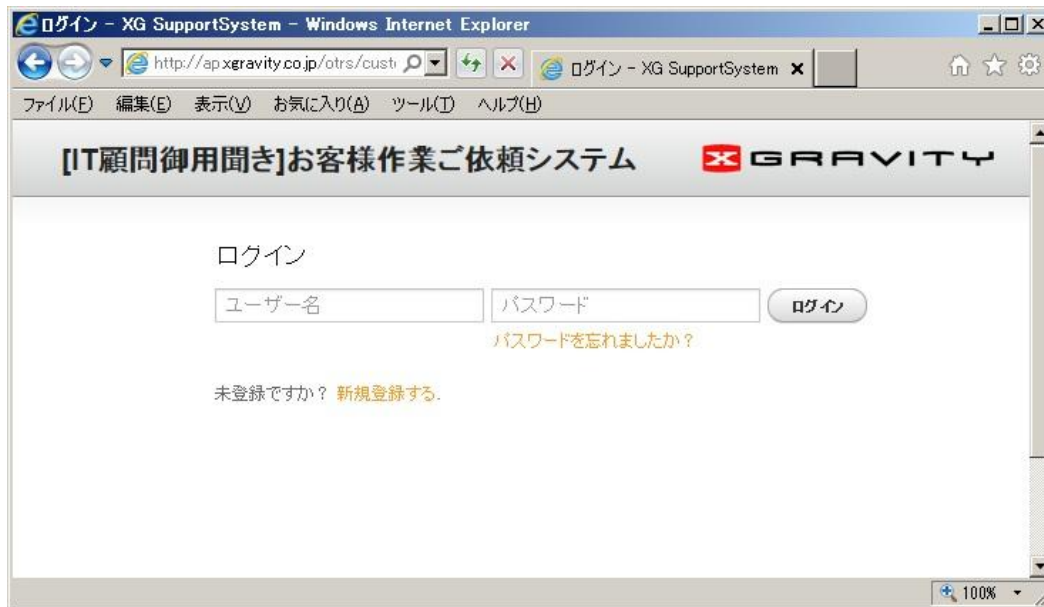 ログイン - XG SupportSystem - Windows Internet Explorer
http://ap.xgravity.co.jp/otrs/cust
ログイン - XG SupportSystem
ファイル(F) 編集(E) 表示(V) お気に入り(A) ツール(T) ヘルプ(H)
[IT顧問御用聞き]お客様作業ご依頼システム X GRAVITY
ログイン
ユーザー名 パスワード ログイン
パスワードを忘れましたか？
未登録ですか？ 新規登録する.
100%